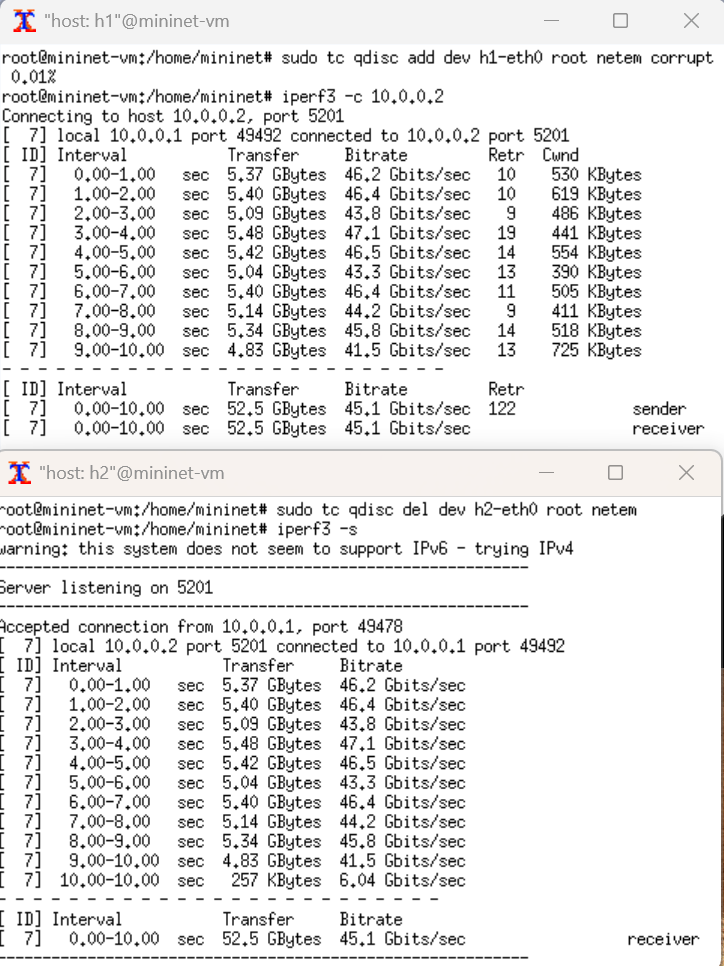 "host: h1"@mininet-vm
root@mininet-vm:/home/mininet# sudo tc qdisc add dev h1-eth0 root netem corrupt
 0.01%
root@mininet-vm:/home/mininet# iperf3 -c 10.0.0.2
Connecting to host 10.0.0.2, port 5201
[  7] local 10.0.0.1 port 49492 connected to 10.0.0.2 port 5201
[ ID] Interval           Transfer     Bitrate         Retr  Cwnd
[  7]   0.00-1.00   sec  5.37 GBytes  46.2 Gbits/sec   10    530 KBytes
[  7]   1.00-2.00   sec  5.40 GBytes  46.4 Gbits/sec   10    619 KBytes
[  7]   2.00-3.00   sec  5.09 GBytes  43.8 Gbits/sec    9    486 KBytes
[  7]   3.00-4.00   sec  5.48 GBytes  47.1 Gbits/sec   19    441 KBytes
[  7]   4.00-5.00   sec  5.42 GBytes  46.5 Gbits/sec   14    554 KBytes
[  7]   5.00-6.00   sec  5.04 GBytes  43.3 Gbits/sec   13    390 KBytes
[  7]   6.00-7.00   sec  5.40 GBytes  46.4 Gbits/sec   11    505 KBytes
[  7]   7.00-8.00   sec  5.14 GBytes  44.2 Gbits/sec    9    411 KBytes
[  7]   8.00-9.00   sec  5.34 GBytes  45.8 Gbits/sec   14    518 KBytes
[  7]   9.00-10.00  sec  4.83 GBytes  41.5 Gbits/sec   13    725 KBytes
- - - - - - - - - - - - - - - - - - - - - - - - -
[ ID] Interval           Transfer     Bitrate         Retr
[  7]   0.00-10.00  sec  52.5 GBytes  45.1 Gbits/sec  122             sender
[  7]   0.00-10.00  sec  52.5 GBytes  45.1 Gbits/sec                  receiver
"host: h2"@mininet-vm
root@mininet-vm:/home/mininet# sudo tc qdisc del dev h2-eth0 root netem
root@mininet-vm:/home/mininet# iperf3 -s
warning: this system does not seem to support IPv6 - trying IPv4
-----------------------------------------------------------
Server listening on 5201
-----------------------------------------------------------
Accepted connection from 10.0.0.1, port 49478
[  7] local 10.0.0.2 port 5201 connected to 10.0.0.1 port 49492
[ ID] Interval           Transfer     Bitrate
[  7]   0.00-1.00   sec  5.37 GBytes  46.2 Gbits/sec
[  7]   1.00-2.00   sec  5.40 GBytes  46.4 Gbits/sec
[  7]   2.00-3.00   sec  5.09 GBytes  43.8 Gbits/sec
[  7]   3.00-4.00   sec  5.48 GBytes  47.1 Gbits/sec
[  7]   4.00-5.00   sec  5.42 GBytes  46.5 Gbits/sec
[  7]   5.00-6.00   sec  5.04 GBytes  43.3 Gbits/sec
[  7]   6.00-7.00   sec  5.40 GBytes  46.4 Gbits/sec
[  7]   7.00-8.00   sec  5.14 GBytes  44.2 Gbits/sec
[  7]   8.00-9.00   sec  5.34 GBytes  45.8 Gbits/sec
[  7]   9.00-10.00  sec  4.83 GBytes  41.5 Gbits/sec
[  7]  10.00-10.00  sec   257 KBytes  6.04 Gbits/sec
- - - - - - - - - - - - - - - - - - - - - - - - -
[ ID] Interval           Transfer     Bitrate
[  7]   0.00-10.00  sec  52.5 GBytes  45.1 Gbits/sec                  receiver
-----------------------------------------------------------